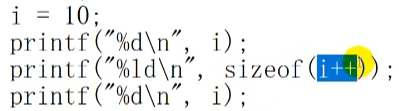 i = 10;
printf("%d\n", i);
printf("%ld\n", sizeof(i++));
printf("%d\n", i);